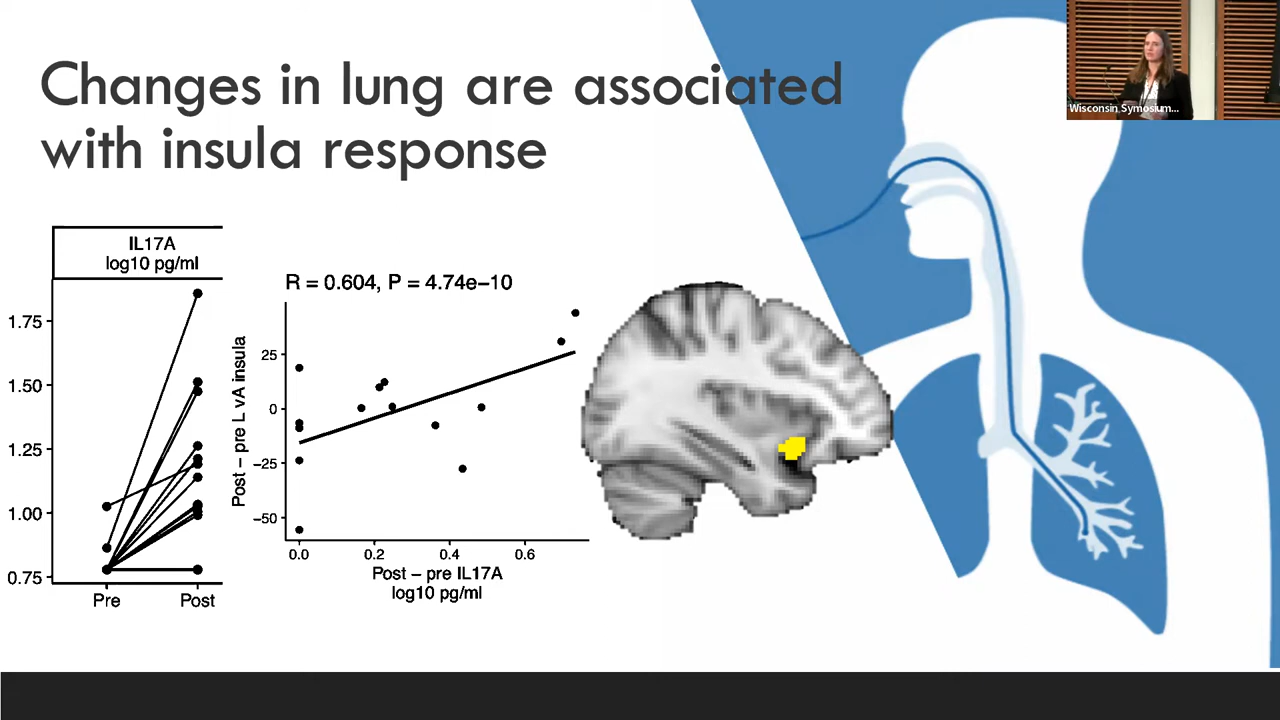 Changes in lung are associated
with insula response
Wisconsin Symposium...
IL17A
log10 pg/ml
1.75
1.50
1.25
1.00
0.75
Pre
Post
R = 0.604, P = 4.74e−10
Post − pre L vA insula
25
0
−25
−50
0.0
0.2
0.4
0.6
Post − pre IL17A
log10 pg/ml